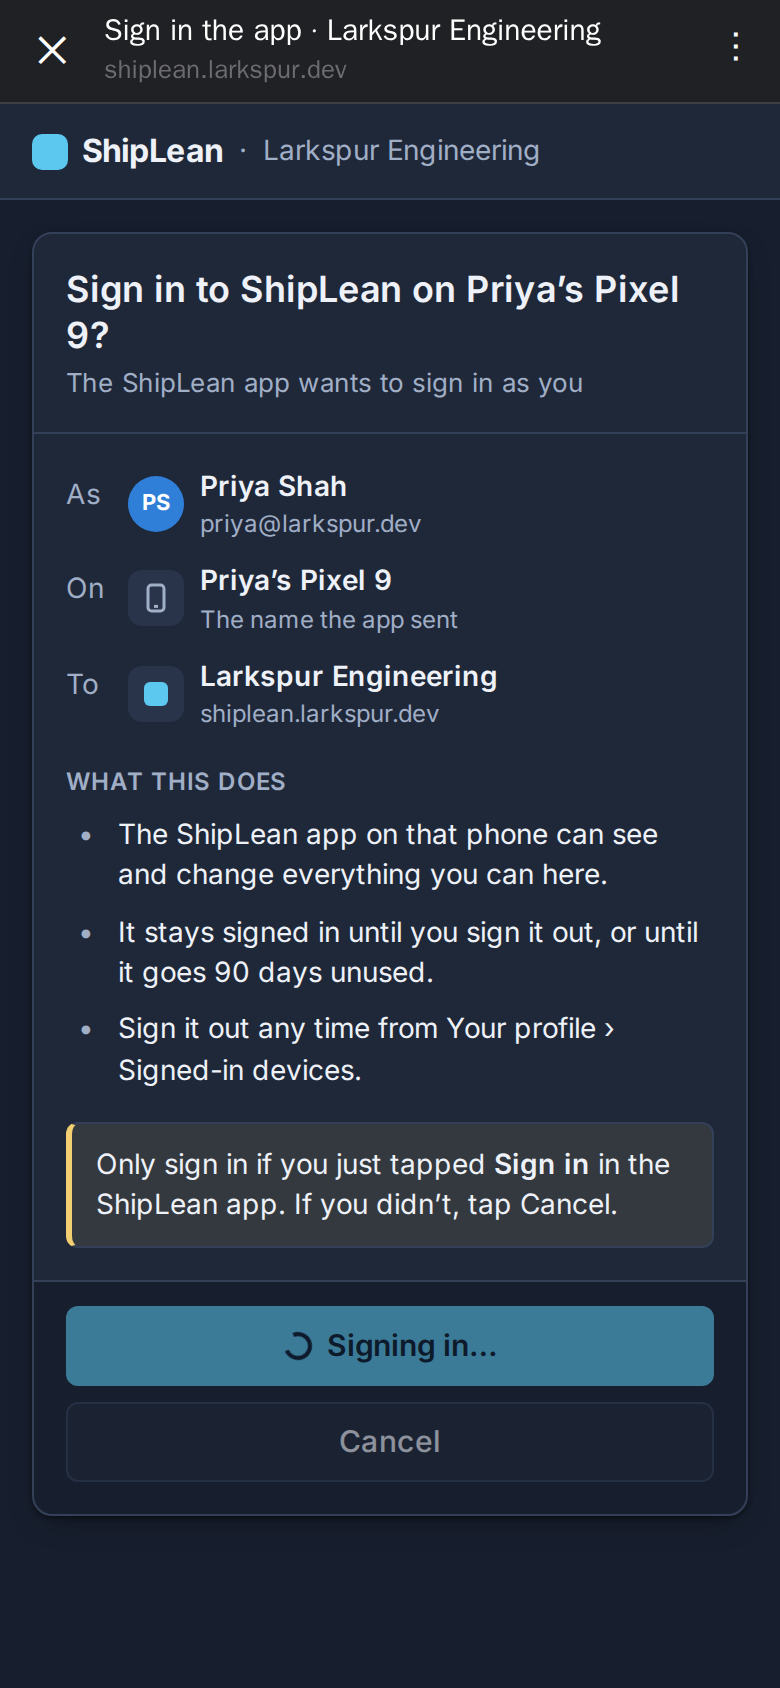 Sign in the app · Larkspur Engineering
shiplean.larkspur.dev
ShipLean · Larkspur Engineering
Sign in to ShipLean on Priya’s Pixel
9?
The ShipLean app wants to sign in as you
As
PS
Priya Shah
priya@larkspur.dev
On
Priya’s Pixel 9
The name the app sent
To
Larkspur Engineering
shiplean.larkspur.dev
WHAT THIS DOES
• The ShipLean app on that phone can see
and change everything you can here.
• It stays signed in until you sign it out, or until
it goes 90 days unused.
• Sign it out any time from Your profile ›
Signed-in devices.
Only sign in if you just tapped Sign in in the
ShipLean app. If you didn’t, tap Cancel.
Signing in…
Cancel